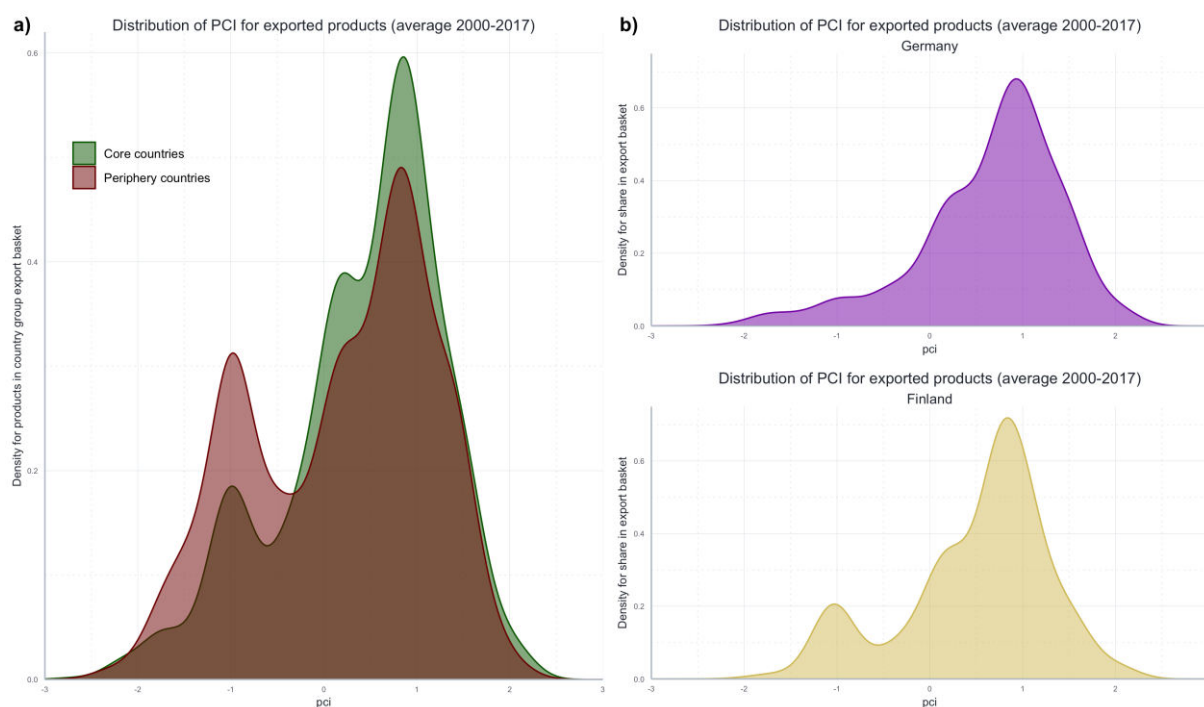 a)
Distribution of PCI for exported products (average 2000-2017)
0.6
0.4
0.2
0.0
Density for products in country group export basket
Core countries
Periphery countries
-3
-2
-1
0
1
2
3
pci
b)
Distribution of PCI for exported products (average 2000-2017)
Germany
0.6
0.4
0.2
0.0
Density for share in export basket
-3
-2
-1
0
1
2
pci
Distribution of PCI for exported products (average 2000-2017)
Finland
0.6
0.4
0.2
0.0
Density for share in export basket
-3
-2
-1
0
1
2
pci